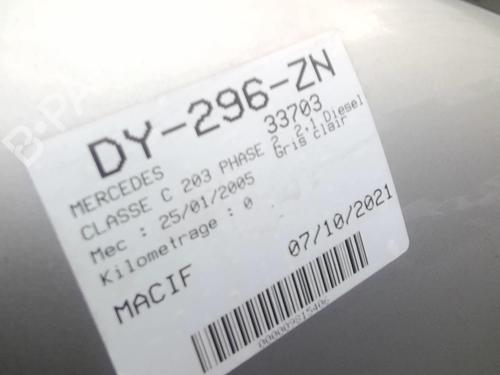 B-PA
DY-296-ZN
33703
MERCEDES
CLASSE C 203 PHASE 2 2.1 Diesel
Mec : 25/01/2005 Gris clair
Kilometrage : 0
MACIF 07/10/2021